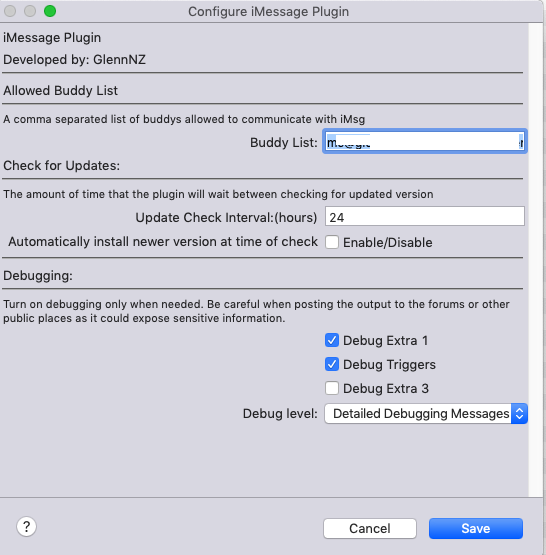 Configure iMessage Plugin
iMessage Plugin
Developed by: GlennNZ
Allowed Buddy List
A comma separated list of buddys allowed to communicate with iMsg
Buddy List:
Check for Updates:
The amount of time that the plugin will wait between checking for updated version
Update Check Interval:(hours) 24
Automatically install newer version at time of check Enable/Disable
Debugging:
Turn on debugging only when needed. Be careful when posting the output to the forums or other
public places as it could expose sensitive information.
Debug Extra 1
Debug Triggers
Debug Extra 3
Debug level: Detailed Debugging Messages
? Cancel Save